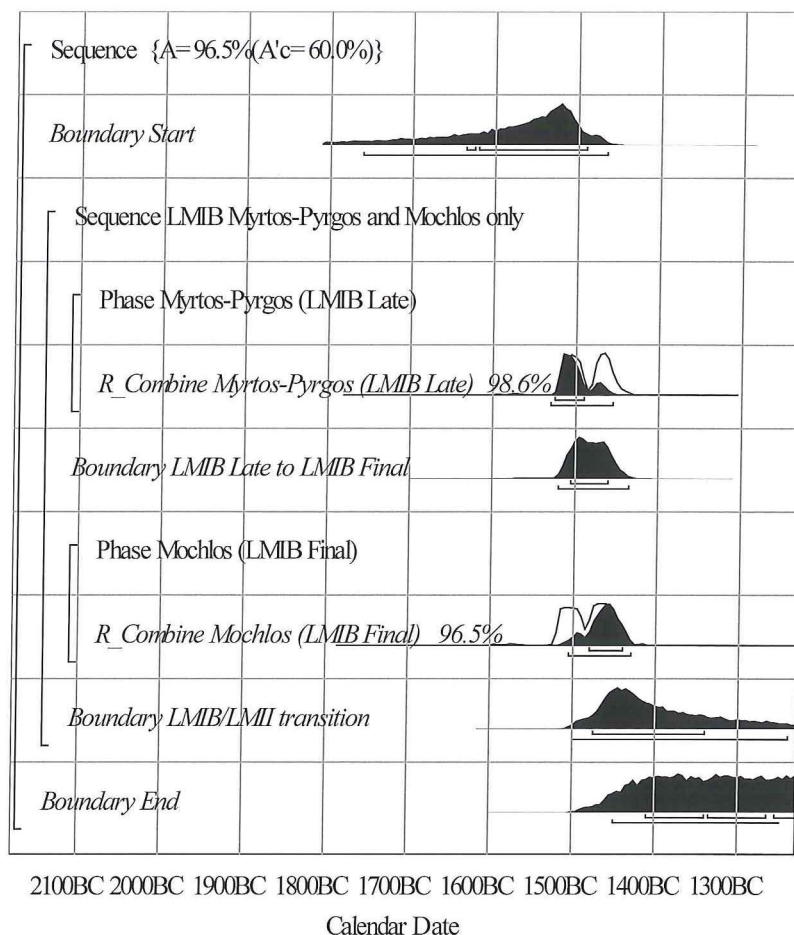 Sequence {A= 96.5%(A'c= 60.0%)}
Boundary Start
Sequence LMIB Myrtos-Pyrgos and Mochlos only
Phase Myrtos-Pyrgos (LMIB Late)
R_Combine Myrtos-Pyrgos (LMIB Late) 98.6%
Boundary LMIB Late to LMIB Final
Phase Mochlos (LMIB Final)
R_Combine Mochlos (LMIB Final) 96.5%
Boundary LMIB/LMII transition
Boundary End
2100BC 2000BC 1900BC 1800BC 1700BC 1600BC 1500BC 1400BC 1300BC
Calendar Date